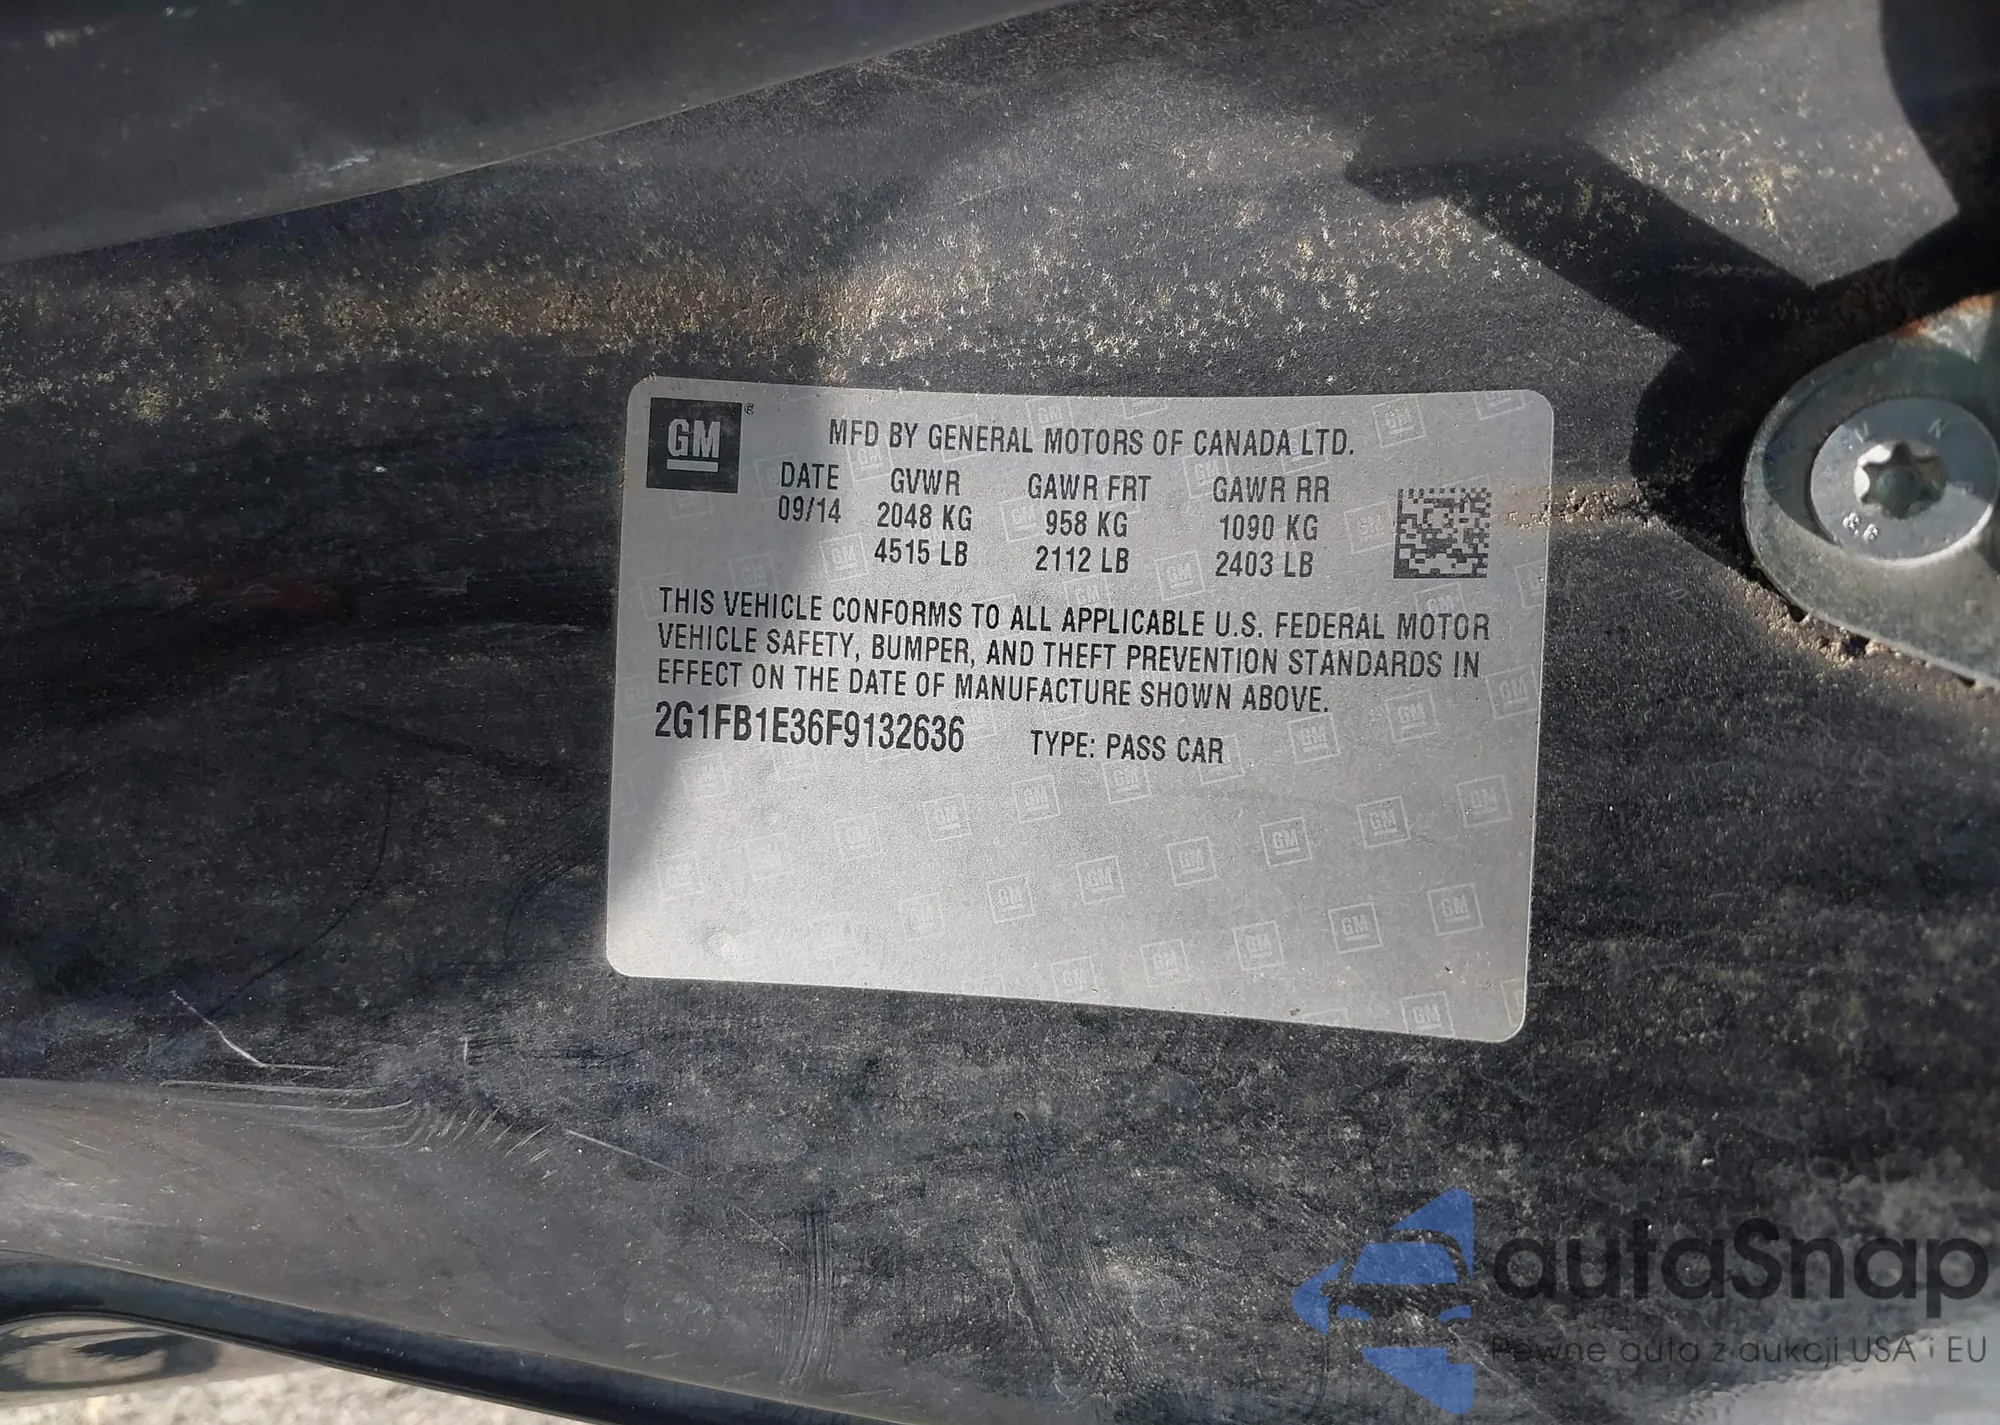 GM
MFD BY GENERAL MOTORS OF CANADA LTD.
DATE GVWR GAWR FRT GAWR RR
09/14 2048 KG 958 KG 1090 KG
4515 LB 2112 LB 2403 LB
THIS VEHICLE CONFORMS TO ALL APPLICABLE U.S. FEDERAL MOTOR
VEHICLE SAFETY, BUMPER, AND THEFT PREVENTION STANDARDS IN
EFFECT ON THE DATE OF MANUFACTURE SHOWN ABOVE.
2G1FB1E36F9132636 TYPE: PASS CAR
autaSnap
Pewne auta z aukcji USA i EU